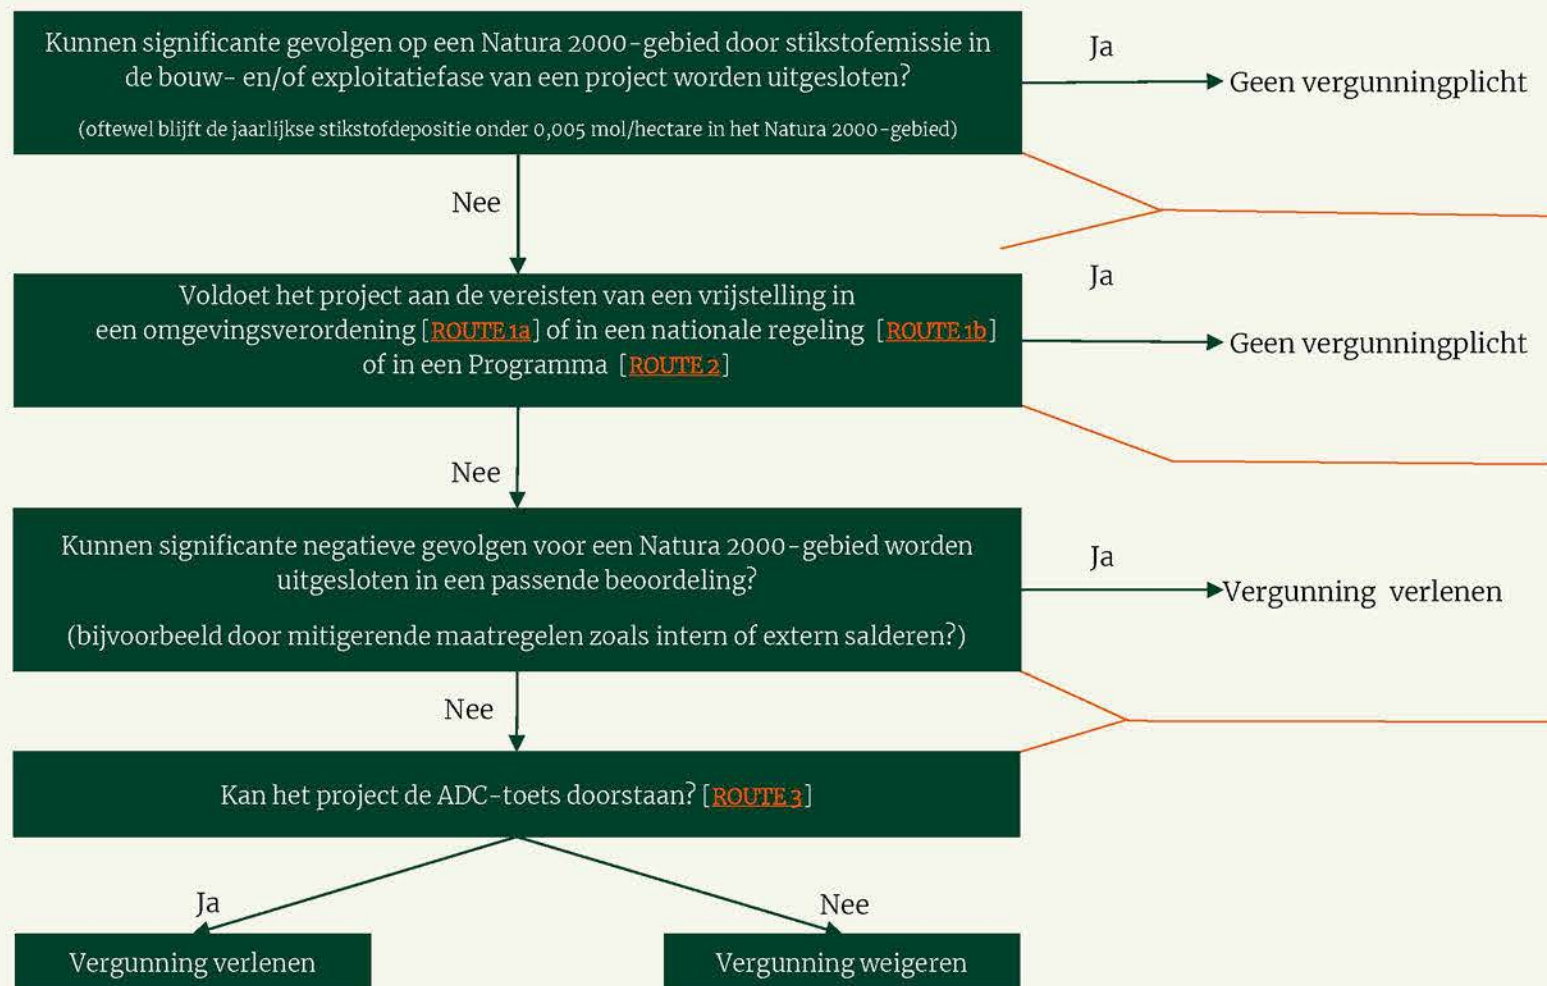 Kunnen significante gevolgen op een Natura 2000-gebied door stikstofemissie in
de bouw- en/of exploitatiefase van een project worden uitgesloten?
(oftewel blijft de jaarlijkse stikstofdepositie onder 0,005 mol/hectare in het Natura 2000-gebied)
Ja
Geen vergunningplicht
Nee
Voldoet het project aan de vereisten van een vrijstelling in
een omgevingsverordening [ROUTE 1a] of in een nationale regeling [ROUTE 1b]
of in een Programma [ROUTE 2]
Ja
Geen vergunningplicht
Nee
Kunnen significante negatieve gevolgen voor een Natura 2000-gebied worden
uitgesloten in een passende beoordeling?
(bijvoorbeeld door mitigerende maatregelen zoals intern of extern salderen?)
Ja
Vergunning verlenen
Nee
Kan het project de ADC-toets doorstaan? [ROUTE 3]
Ja
Nee
Vergunning verlenen
Vergunning weigeren